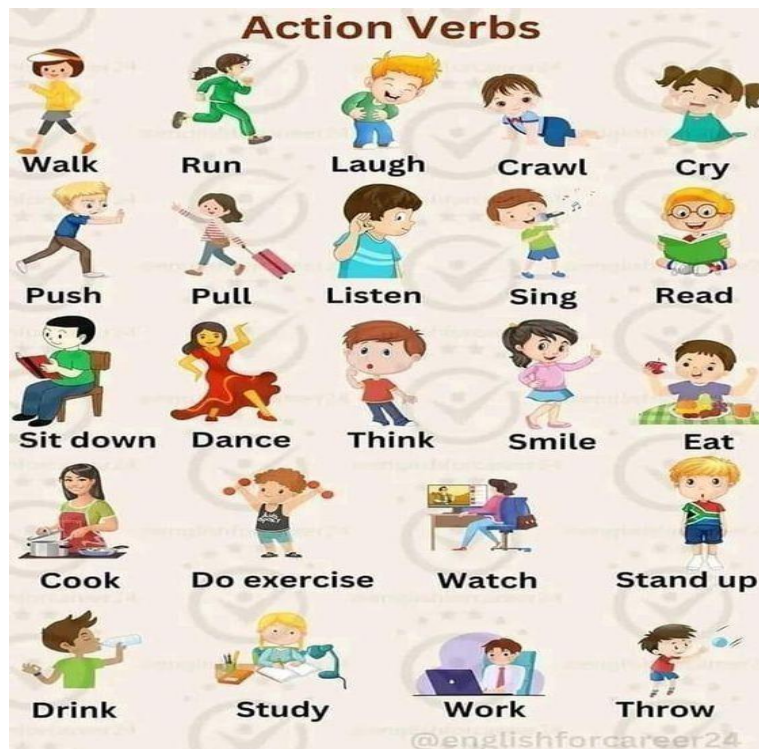 Action Verbs
Walk Run Laugh Crawl Cry
Push Pull Listen Sing Read
Sit down Dance Think Smile Eat
Cook Do exercise Watch Stand up
Drink Study Work Throw
@englishforcareer24